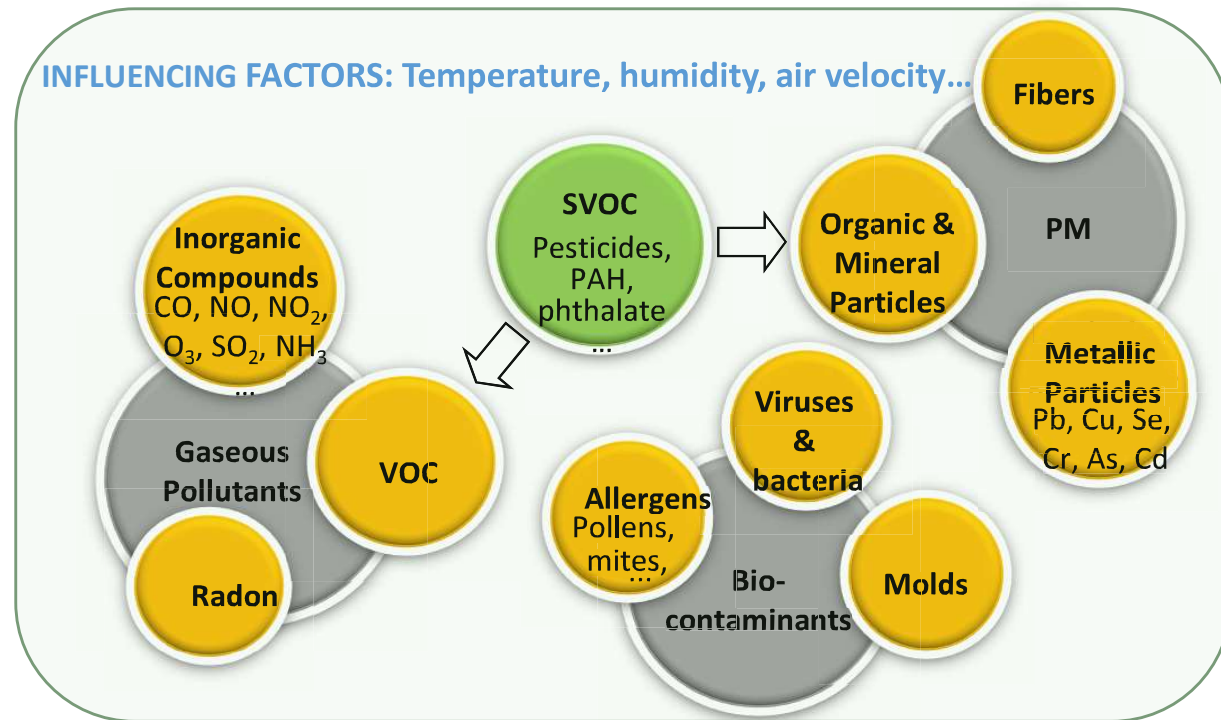 INFLUENCING FACTORS: Temperature, humidity, air velocity…
Fibers
SVOC
Pesticides,
PAH,
phthalate
...
Organic &
Mineral
Particles
PM
Inorganic
Compounds
CO, NO, NO₂,
O₃, SO₂, NH₃
...
Metallic
Particles
Pb, Cu, Se,
Cr, As, Cd
Viruses
&
bacteria
Gaseous
Pollutants
VOC
Allergens
Pollens,
mites,
...
Bio-
contaminants
Molds
Radon